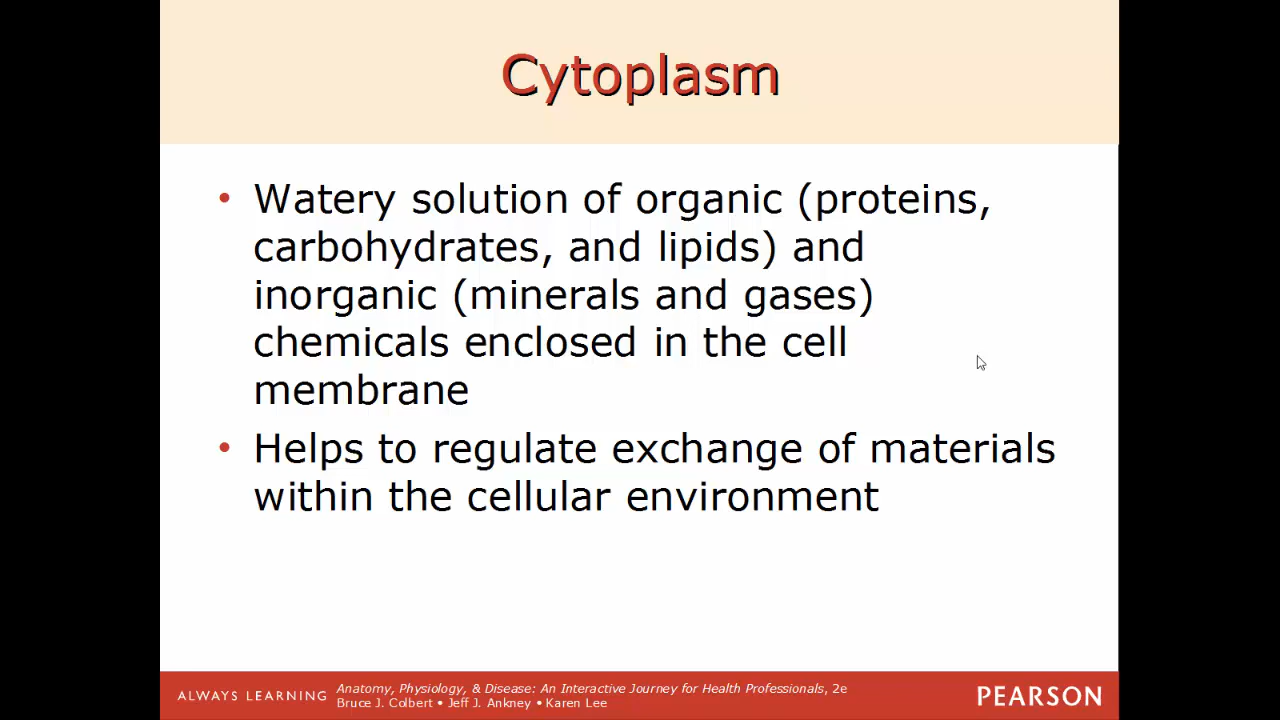 Cytoplasm
• Watery solution of organic (proteins,
carbohydrates, and lipids) and
inorganic (minerals and gases)
chemicals enclosed in the cell
membrane
• Helps to regulate exchange of materials
within the cellular environment
ALWAYS LEARNING
Anatomy, Physiology, & Disease: An Interactive Journey for Health Professionals, 2e
Bruce J. Colbert • Jeff J. Ankney • Karen Lee
PEARSON